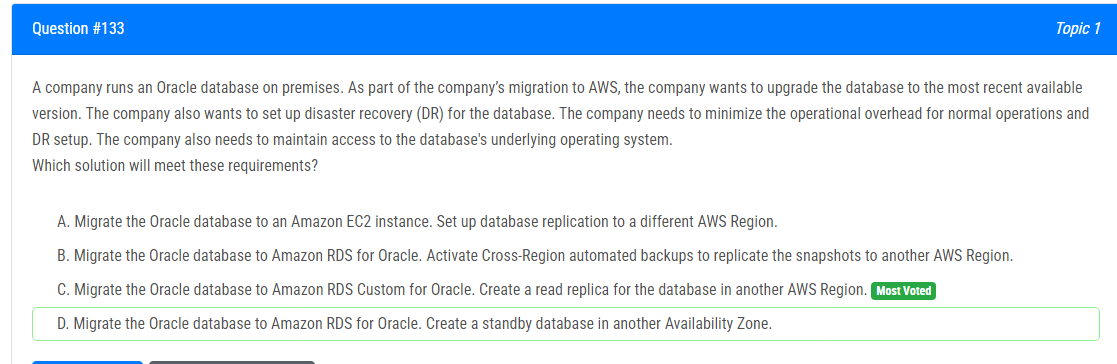 Question #133
Topic 1
A company runs an Oracle database on premises. As part of the company’s migration to AWS, the company wants to upgrade the database to the most recent available
version. The company also wants to set up disaster recovery (DR) for the database. The company needs to minimize the operational overhead for normal operations and
DR setup. The company also needs to maintain access to the database's underlying operating system.
Which solution will meet these requirements?
A. Migrate the Oracle database to an Amazon EC2 instance. Set up database replication to a different AWS Region.
B. Migrate the Oracle database to Amazon RDS for Oracle. Activate Cross-Region automated backups to replicate the snapshots to another AWS Region.
C. Migrate the Oracle database to Amazon RDS Custom for Oracle. Create a read replica for the database in another AWS Region. Most Voted
D. Migrate the Oracle database to Amazon RDS for Oracle. Create a standby database in another Availability Zone.